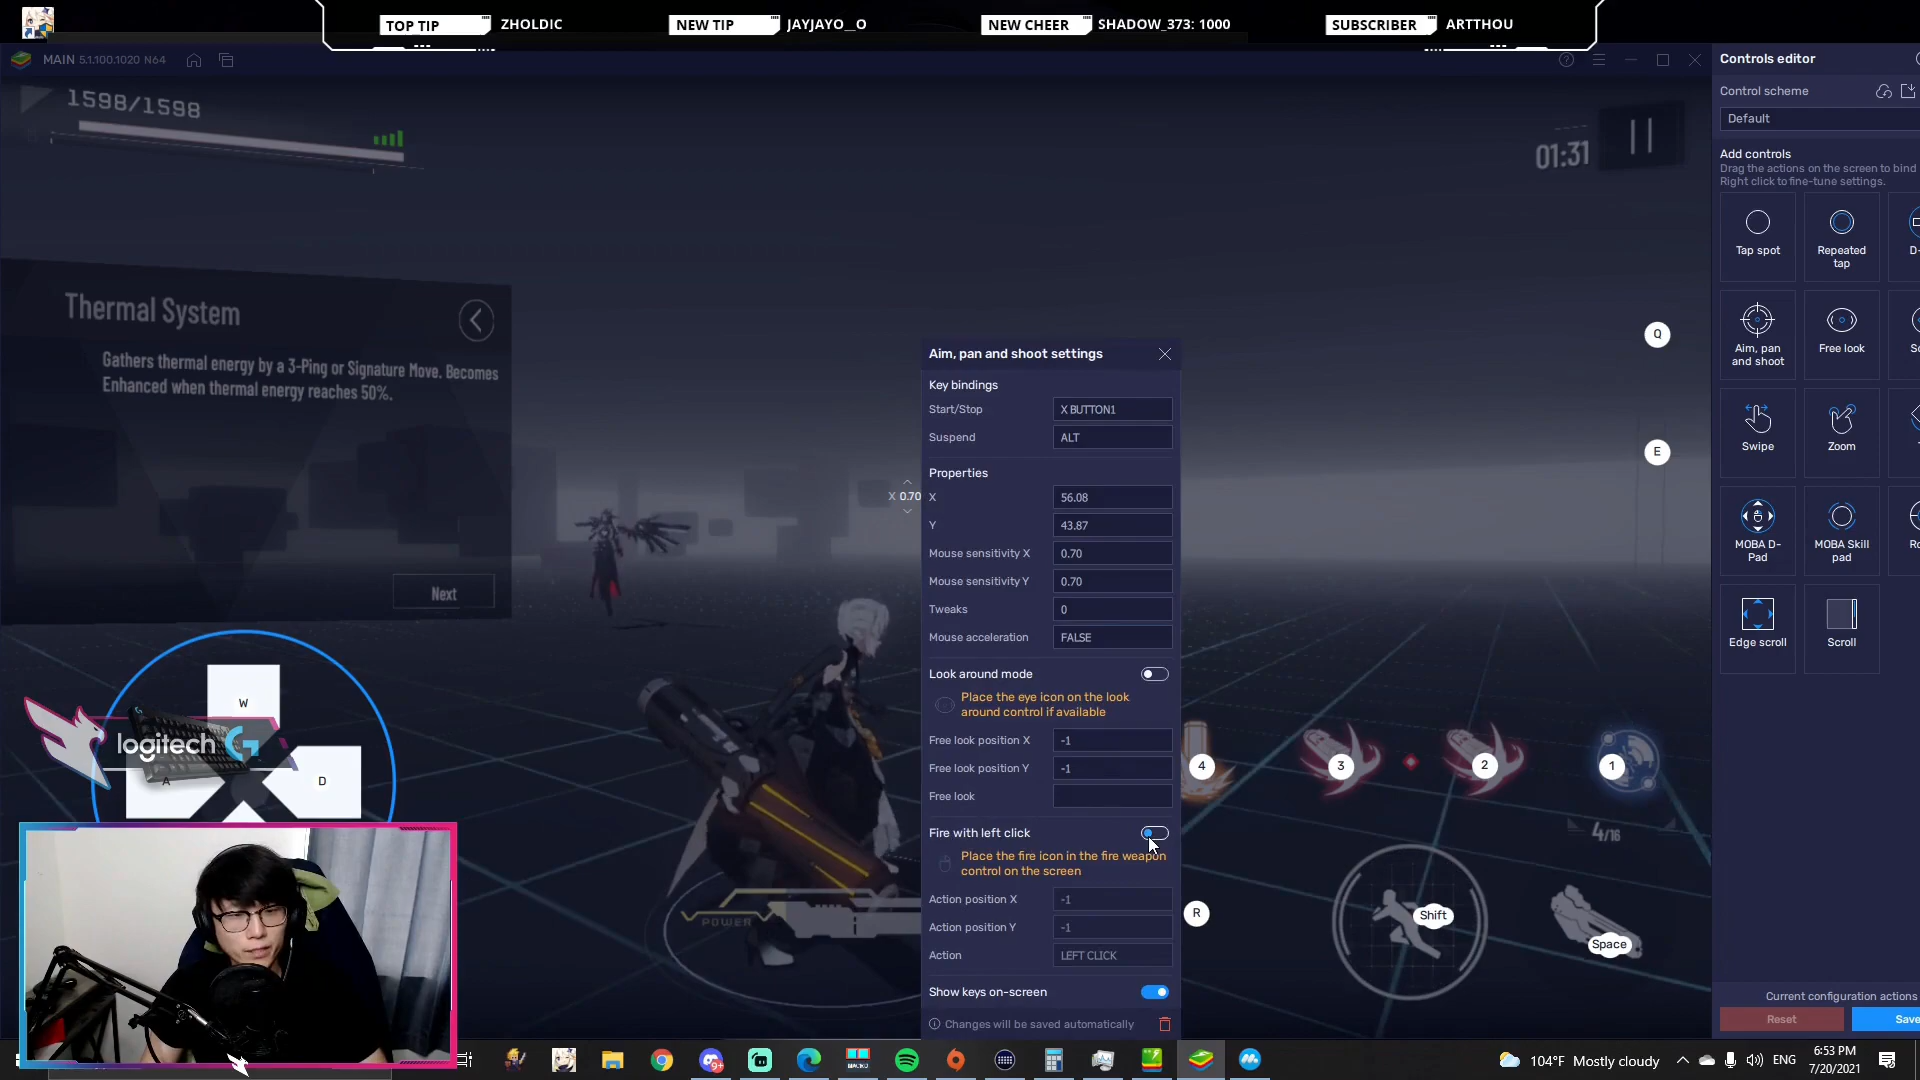 TOP TIP ZHOLDIC NEW TIP JAYJAYO__O NEW CHEER SHADOW_373: 1000 SUBSCRIBER ARTTHOU
MAIN 5.1.100.1020 N64
Controls editor
1598/1598
01:31
Control scheme
Default
Add controls
Drag the actions on the screen to bind
Right click to fine-tune settings.
Tap spot
Repeated tap
D-
Aim, pan and shoot
Free look
Swipe
Zoom
MOBA D-Pad
MOBA Skill pad
Edge scroll
Scroll
Thermal System
Gathers thermal energy by a 3-Ping or Signature Move. Becomes
Enhanced when thermal energy reaches 50%.
Next
Q
E
X 0.70
Aim, pan and shoot settings
Key bindings
Start/Stop X BUTTON1
Suspend ALT
Properties
X 56.08
Y 43.87
Mouse sensitivity X 0.70
Mouse sensitivity Y 0.70
Tweaks 0
Mouse acceleration FALSE
Look around mode
Place the eye icon on the look
around control if available
Free look position X -1
Free look position Y -1
Free look
Fire with left click
Place the fire icon in the fire weapon
control on the screen
Action position X -1
Action position Y -1
Action LEFT CLICK
Show keys on-screen
Changes will be saved automatically
W
A
D
logitech G
4
3
2
1
4/16
POWER
R
Shift
Space
Current configuration actions
Reset
Save
104°F Mostly cloudy
ENG
6:53 PM
7/20/2021